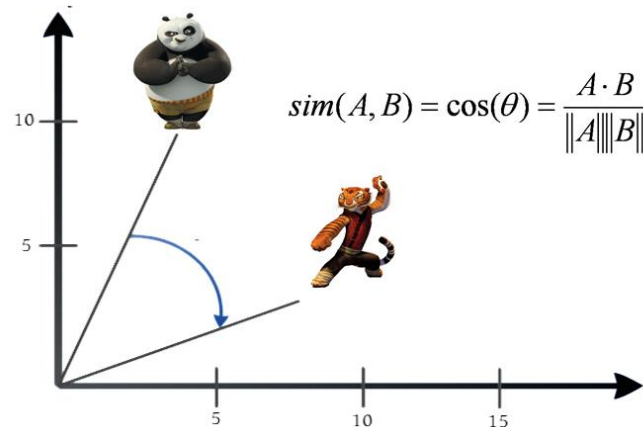 sim(A, B) = cos(θ) = A · B / ‖A‖‖B‖
10
5
5 10 15